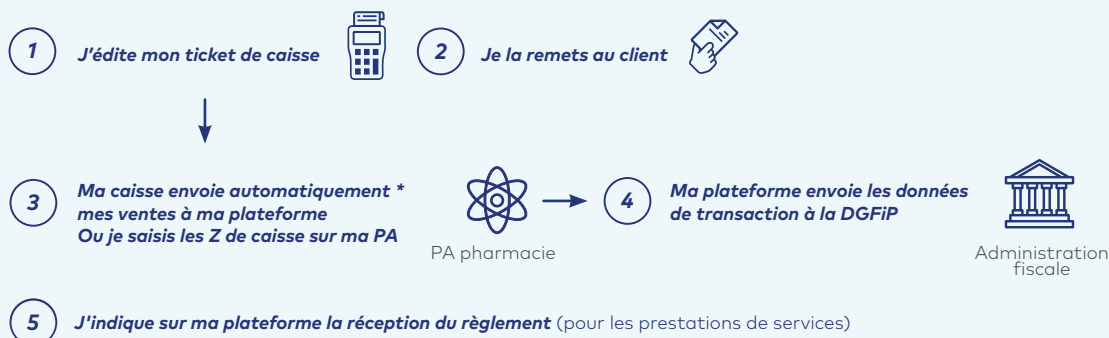 1 J'édite mon ticket de caisse
2 Je la remets au client
3 Ma caisse envoie automatiquement *
mes ventes à ma plateforme
Ou je saisis les Z de caisse sur ma PA
PA pharmacie
4 Ma plateforme envoie les données
de transaction à la DGFiP
Administration
fiscale
5 J'indique sur ma plateforme la réception du règlement (pour les prestations de services)